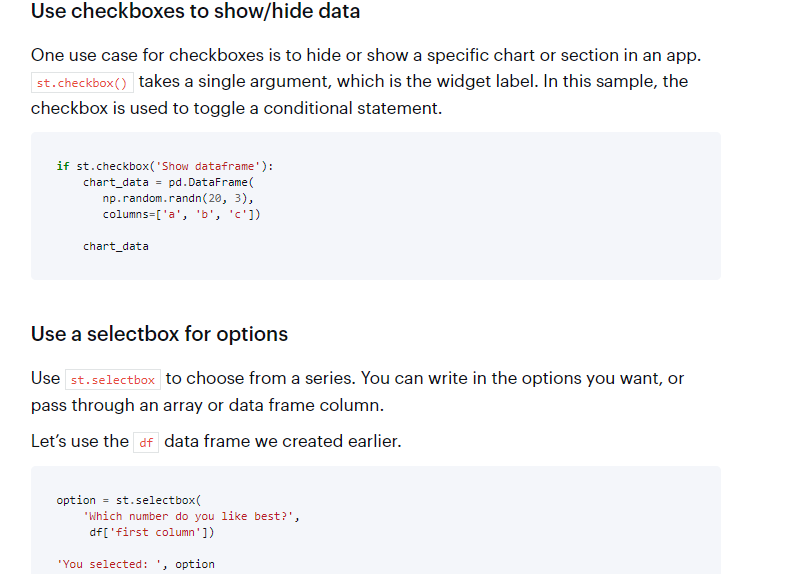 Use checkboxes to show/hide data
One use case for checkboxes is to hide or show a specific chart or section in an app.
st.checkbox() takes a single argument, which is the widget label. In this sample, the
checkbox is used to toggle a conditional statement.
if st.checkbox('Show dataframe'):
    chart_data = pd.DataFrame(
       np.random.randn(20, 3),
       columns=['a', 'b', 'c'])
    chart_data
Use a selectbox for options
Use st.selectbox to choose from a series. You can write in the options you want, or
pass through an array or data frame column.
Let’s use the df data frame we created earlier.
option = st.selectbox(
    'Which number do you like best?',
     df['first column'])
'You selected: ', option